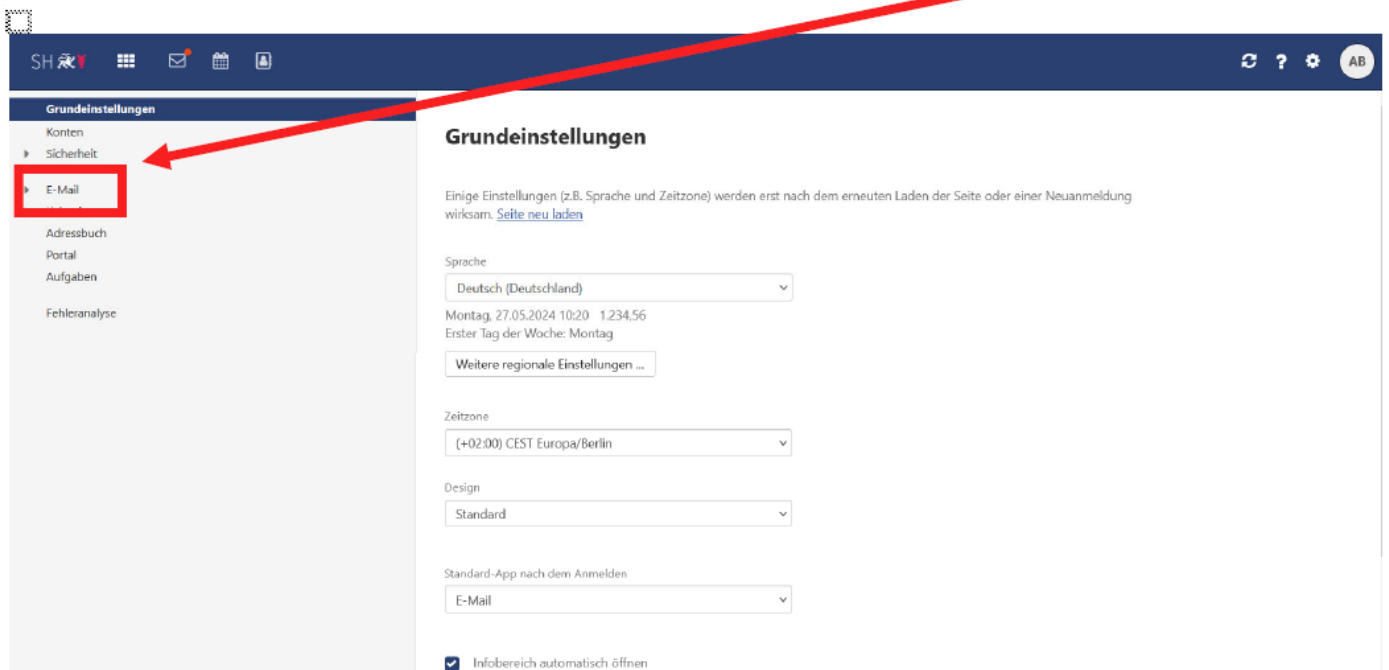 SH
AB
Grundeinstellungen
Konten
Sicherheit
E-Mail
Adressbuch
Portal
Aufgaben
Fehleranalyse
Grundeinstellungen
Einige Einstellungen (z.B. Sprache und Zeitzone) werden erst nach dem erneuten Laden der Seite oder einer Neuanmeldung
wirksam. Seite neu laden
Sprache
Deutsch (Deutschland)
Montag, 27.05.2024 10:20 1.234,56
Erster Tag der Woche: Montag
Weitere regionale Einstellungen ...
Zeitzone
(+02:00) CEST Europa/Berlin
Design
Standard
Standard-App nach dem Anmelden
E-Mail
Infobereich automatisch öffnen